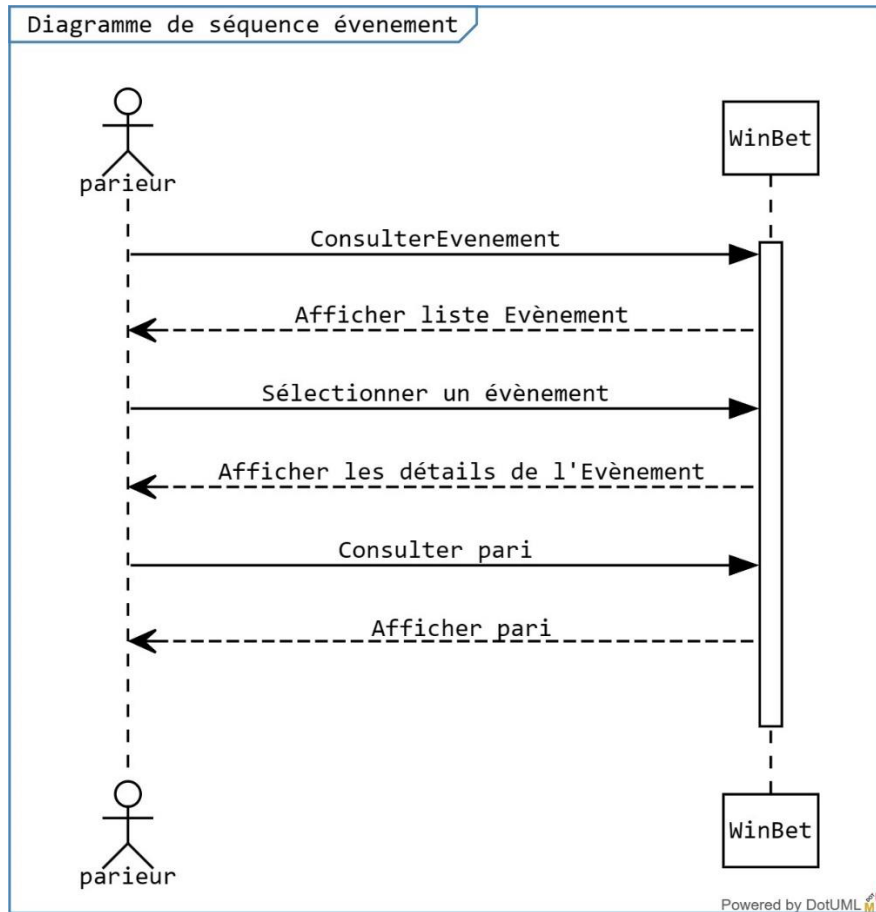 Diagramme de séquence évenement
parieur
WinBet
ConsulterEvenement
Afficher liste Evènement
Sélectionner un évènement
Afficher les détails de l'Evènement
Consulter pari
Afficher pari
parieur
WinBet
Powered by DotUML